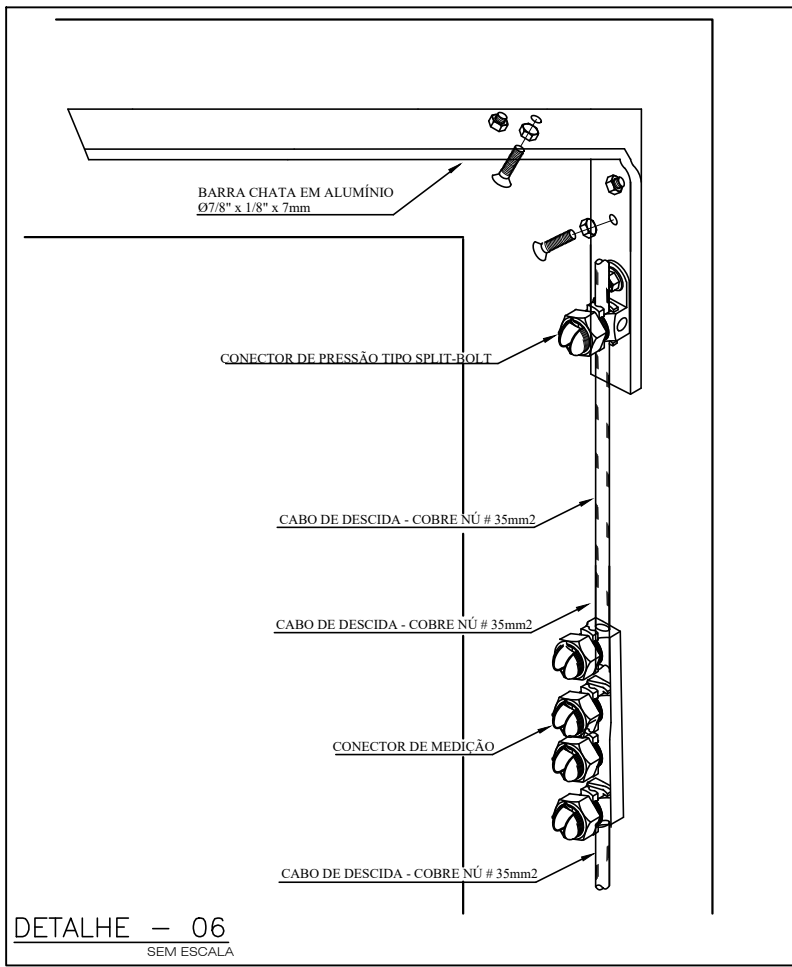 BARRA CHATA EM ALUMÍNIO
Ø7/8" x 1/8" x 7mm
CONECTOR DE PRESSÃO TIPO SPLIT-BOLT
CABO DE DESCIDA - COBRE NÚ # 35mm2
CABO DE DESCIDA - COBRE NÚ # 35mm2
CONECTOR DE MEDIÇÃO
CABO DE DESCIDA - COBRE NÚ # 35mm2
DETALHE - 06
SEM ESCALA